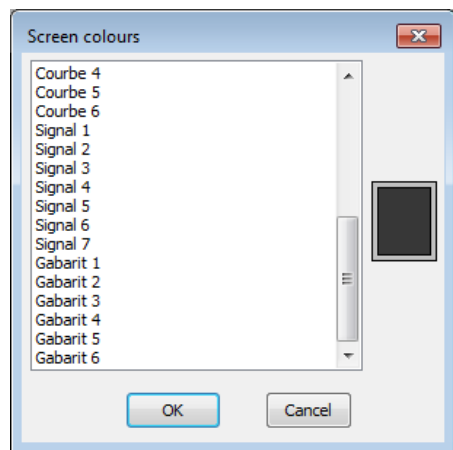 Screen colours
Courbe 4
Courbe 5
Courbe 6
Signal 1
Signal 2
Signal 3
Signal 4
Signal 5
Signal 6
Signal 7
Gabarit 1
Gabarit 2
Gabarit 3
Gabarit 4
Gabarit 5
Gabarit 6
OK
Cancel